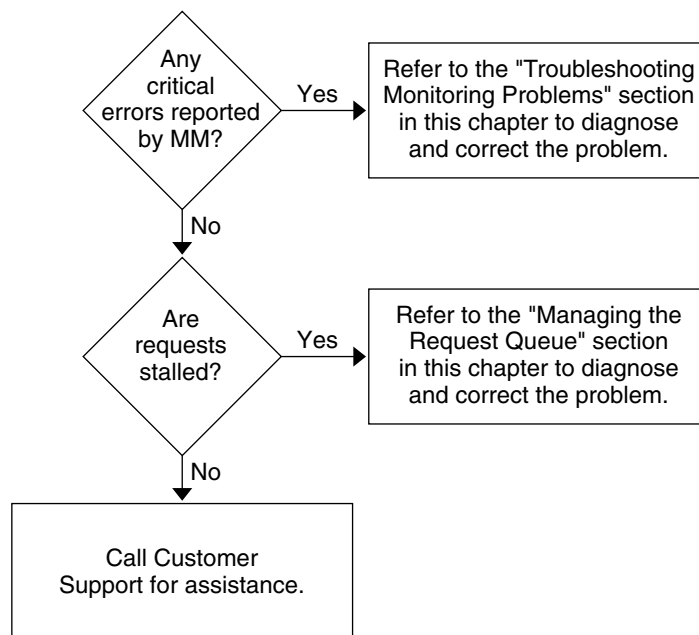 Any
critical
errors reported
by MM?
Yes
Refer to the "Troubleshooting
Monitoring Problems" section
in this chapter to diagnose
and correct the problem.
No
Are
requests
stalled?
Yes
Refer to the "Managing the
Request Queue" section
in this chapter to diagnose
and correct the problem.
No
Call Customer
Support for assistance.